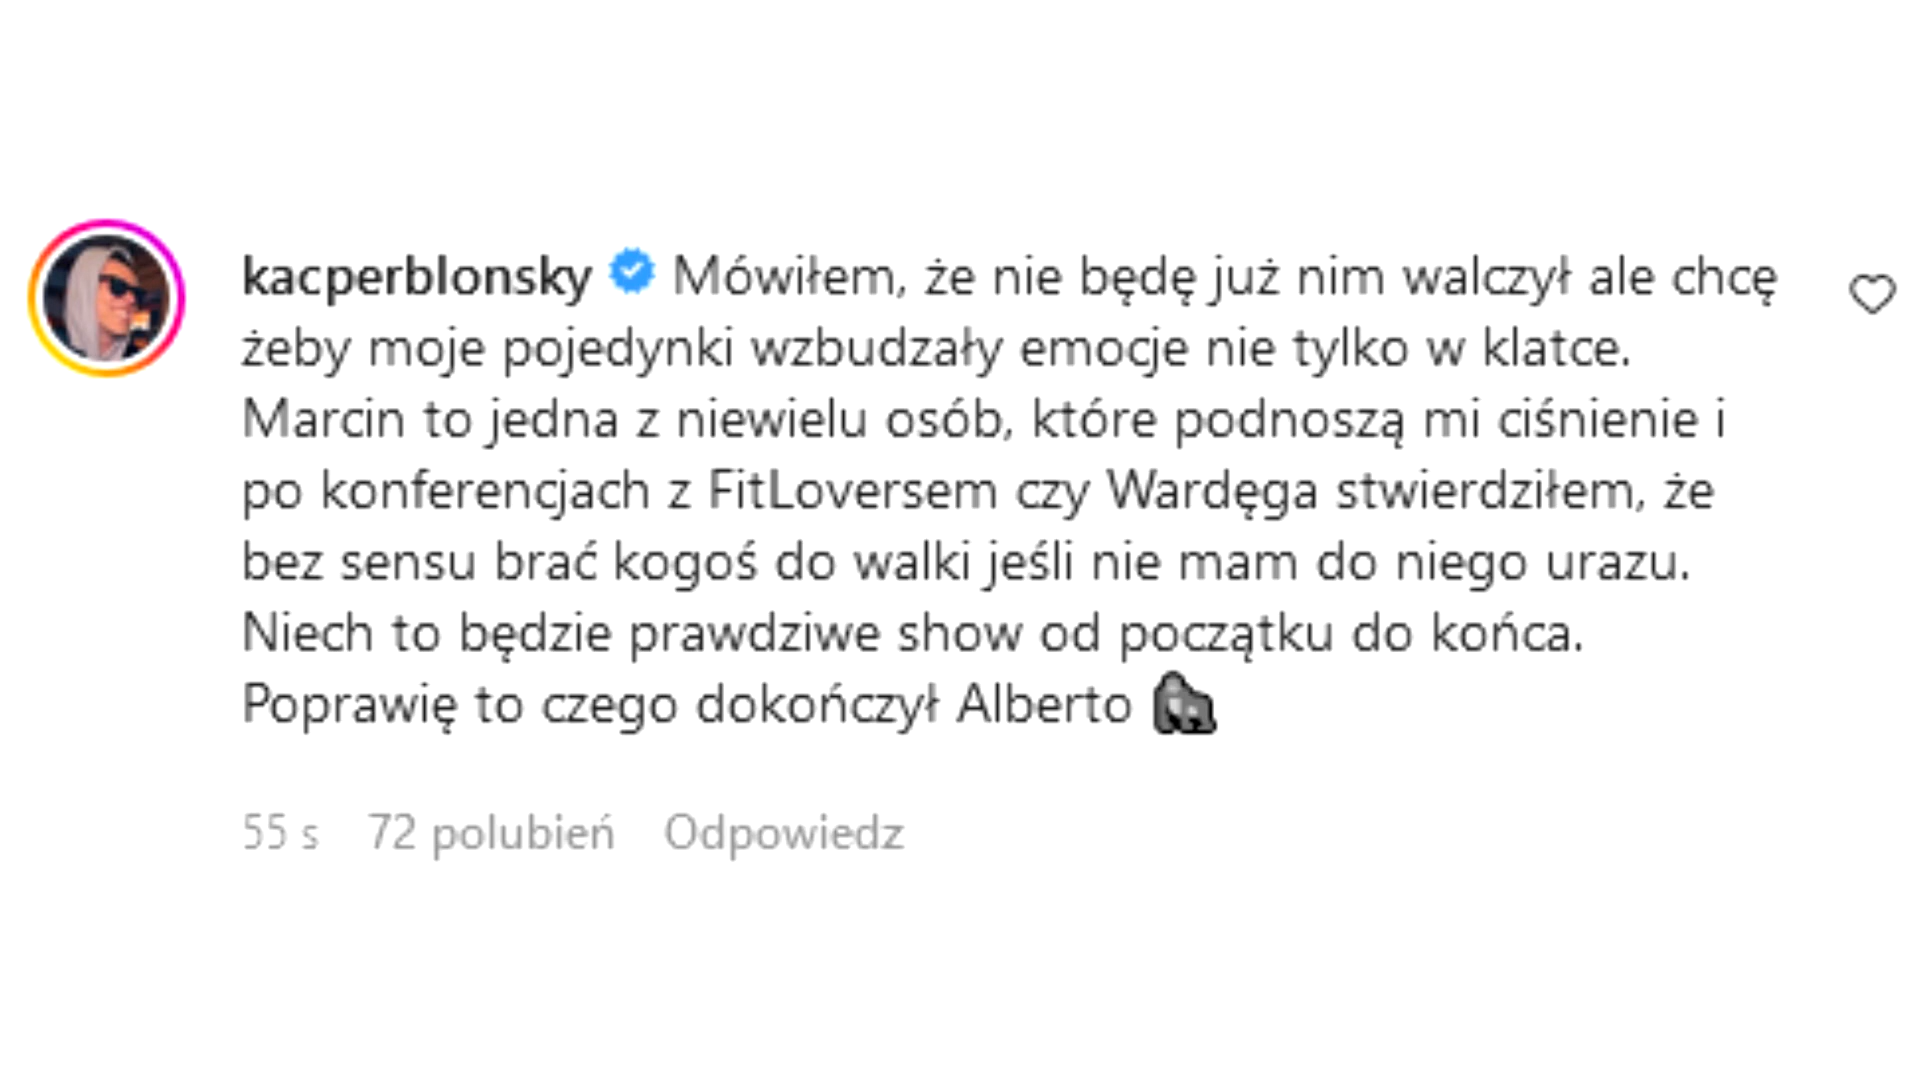 kacperblonsky Mówiłem, że nie będę już nim walczył ale chcę
żeby moje pojedynki wzbudzały emocje nie tylko w klatce.
Marcin to jedna z niewielu osób, które podnoszą mi ciśnienie i
po konferencjach z FitLoversem czy Wardęga stwierdziłem, że
bez sensu brać kogoś do walki jeśli nie mam do niego urazu.
Niech to będzie prawdziwe show od początku do końca.
Poprawię to czego dokończył Alberto 🦍
55 s 72 polubień Odpowiedz